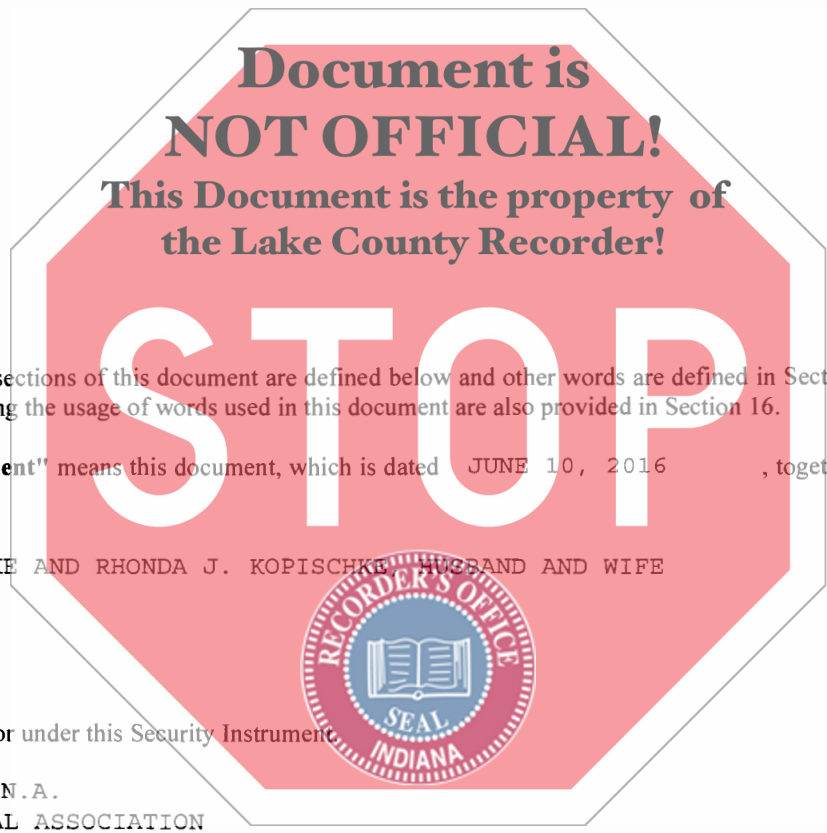 Document is
NOT OFFICIAL!
This Document is the property of
the Lake County Recorder!
STOP
sections of this document are defined below and other words are defined in Sect
ng the usage of words used in this document are also provided in Section 16.
ent" means this document, which is dated JUNE 10, 2016 , toget
E AND RHONDA J. KOPISCHKE, HUSBAND AND WIFE
RECORDER'S OFFICE
SEAL
INDIANA
or under this Security Instrument.
N.A.
AL ASSOCIATION